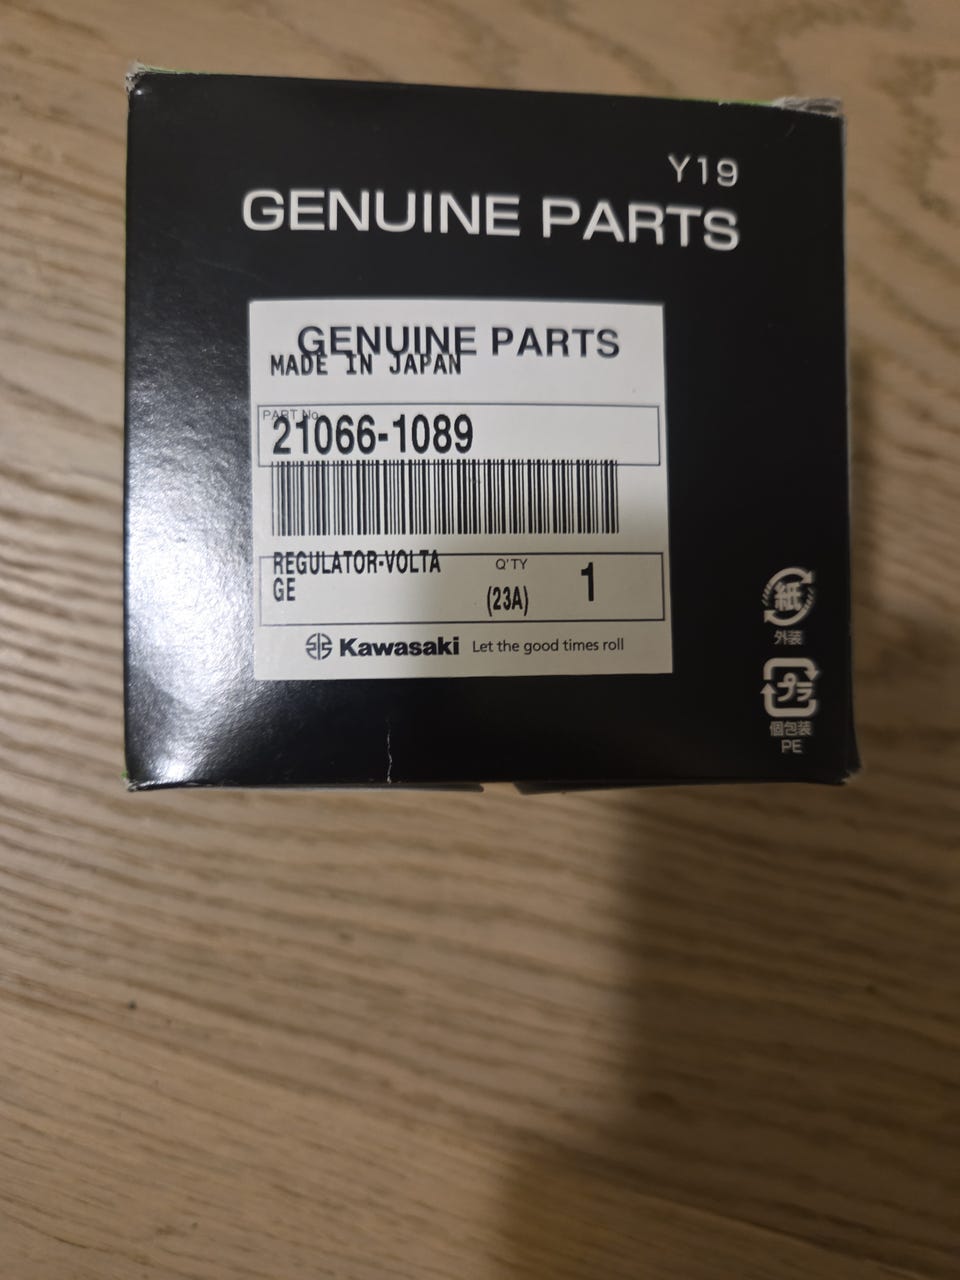 Y19
GENUINE PARTS
GENUINE PARTS
MADE IN JAPAN
PART No.
21066-1089
REGULATOR-VOLTA
GE
Q'TY
(23A)
1
Kawasaki Let the good times roll
紙
外装
プラ
個包装
PE